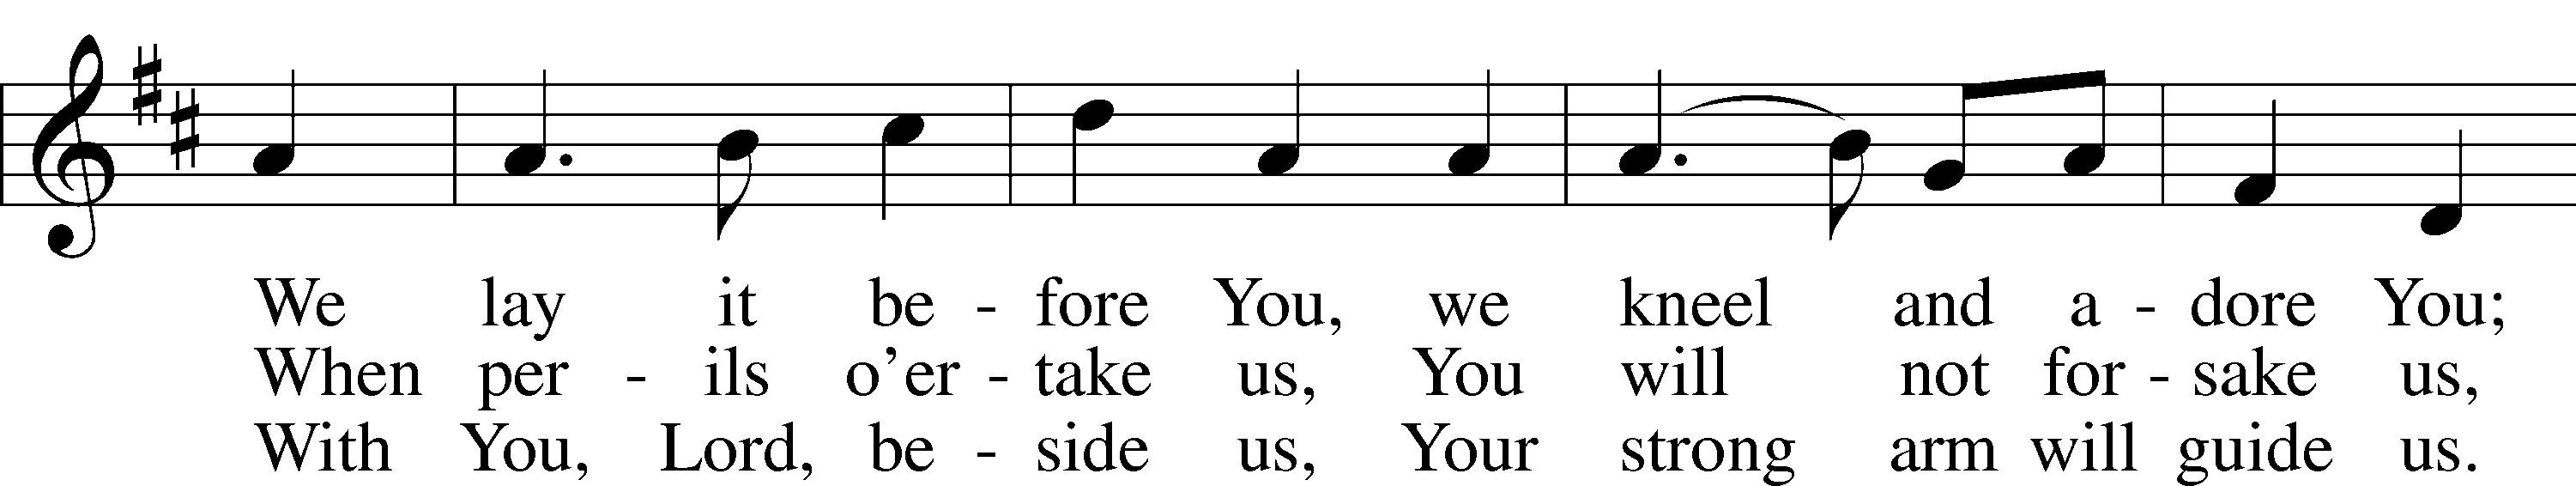 We lay it be - fore You, we kneel and a - dore You;
When per - ils o'er - take us, You will not for - sake us,
With You, Lord, be - side us, Your strong arm will guide us.